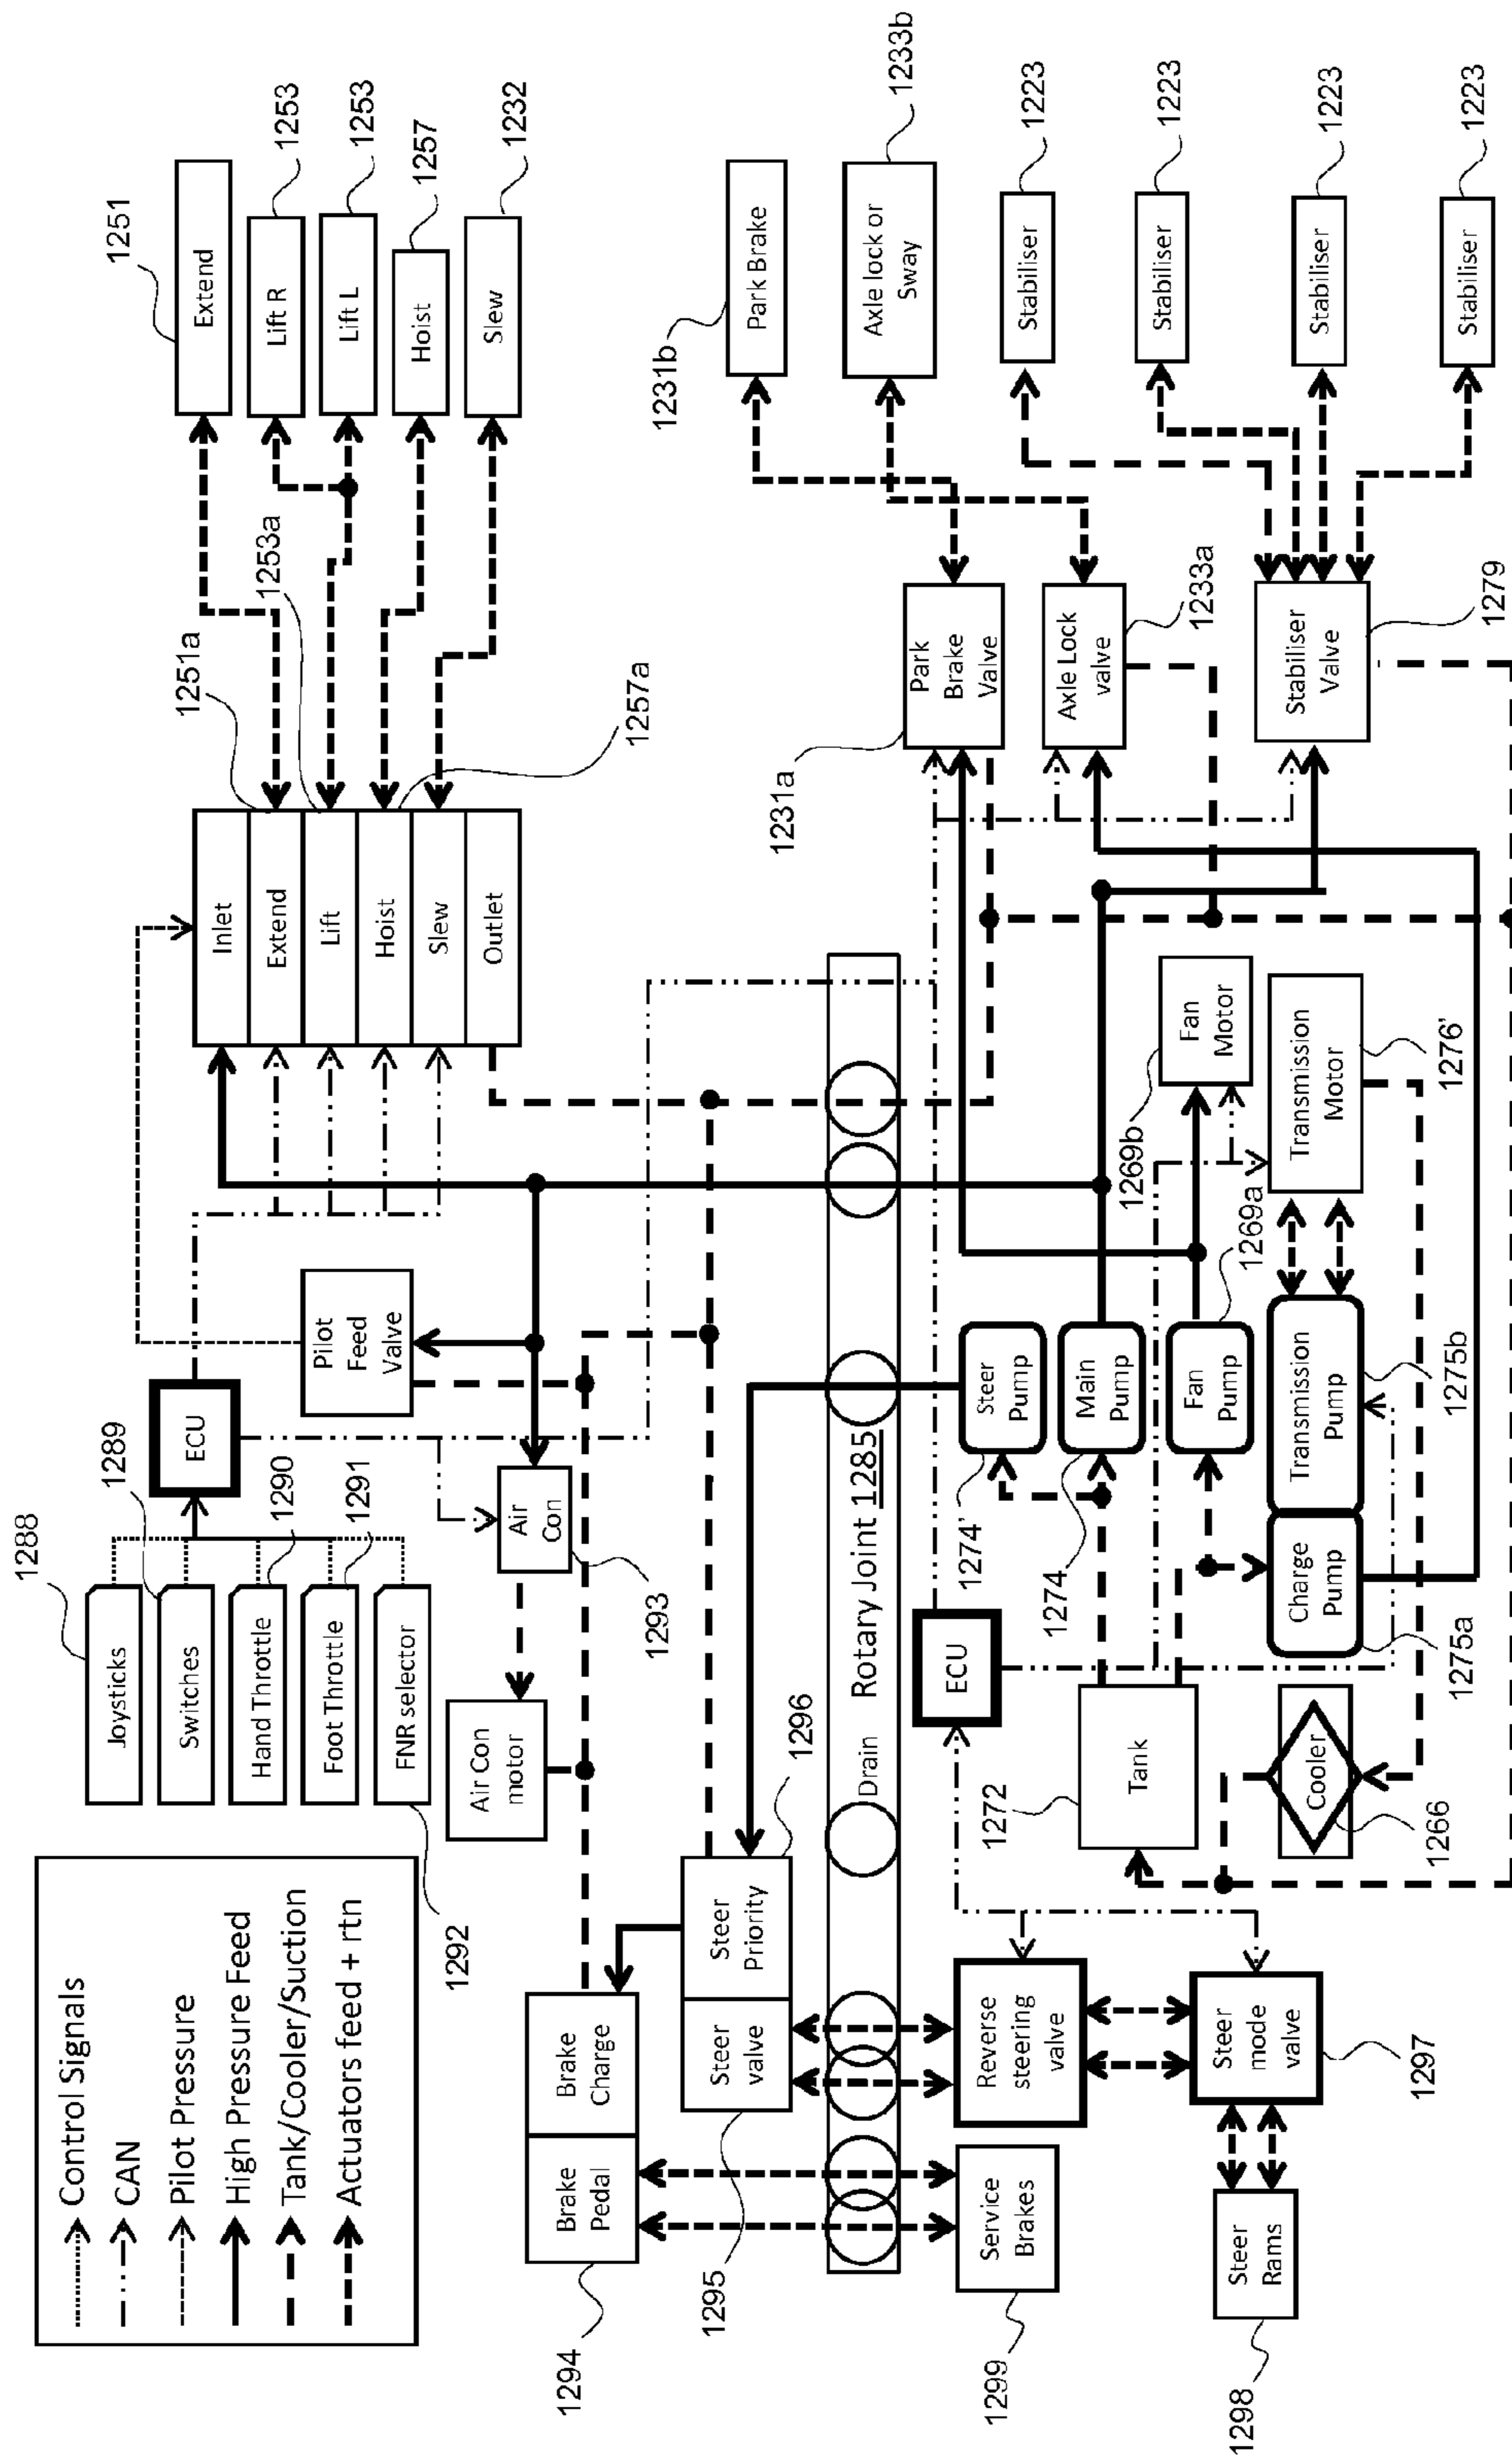 Control Signals
CAN
Pilot Pressure
High Pressure Feed
Tank/Cooler/Suction
Actuators feed + rtn
1288
1289
1290
1291
1292
Joysticks
Switches
Hand Throttle
Foot Throttle
FNR selector
ECU
Pilot
Feed
Valve
Air Con
motor
Air
Con
1293
Inlet
Extend
Lift
Hoist
Slew
Outlet
1251a
1253a
1257a
Extend
1251
Lift R
1253
Lift L
1253
Hoist
1257
Slew
1232
Brake
Pedal
Brake
Charge
1294
Steer
valve
Steer
Priority
1295
1296
Drain
Rotary Joint 1285
Service
Brakes
1299
Reverse
steering
valve
Steer
mode
valve
1297
Steer
Rams
1298
ECU
Tank
1272
Cooler
1266
Steer
Pump
1274'
Main
Pump
1274
Fan
Pump
1269a
Fan
Motor
1269b
Charge
Pump
1275a
Transmission
Pump
1275b
Transmission
Motor
1276'
Park
Brake
Valve
1231a
Axle Lock
valve
1233a
Stabiliser
Valve
1279
Park Brake
1231b
Axle lock or
Sway
1233b
Stabiliser
1223
Stabiliser
1223
Stabiliser
1223
Stabiliser
1223